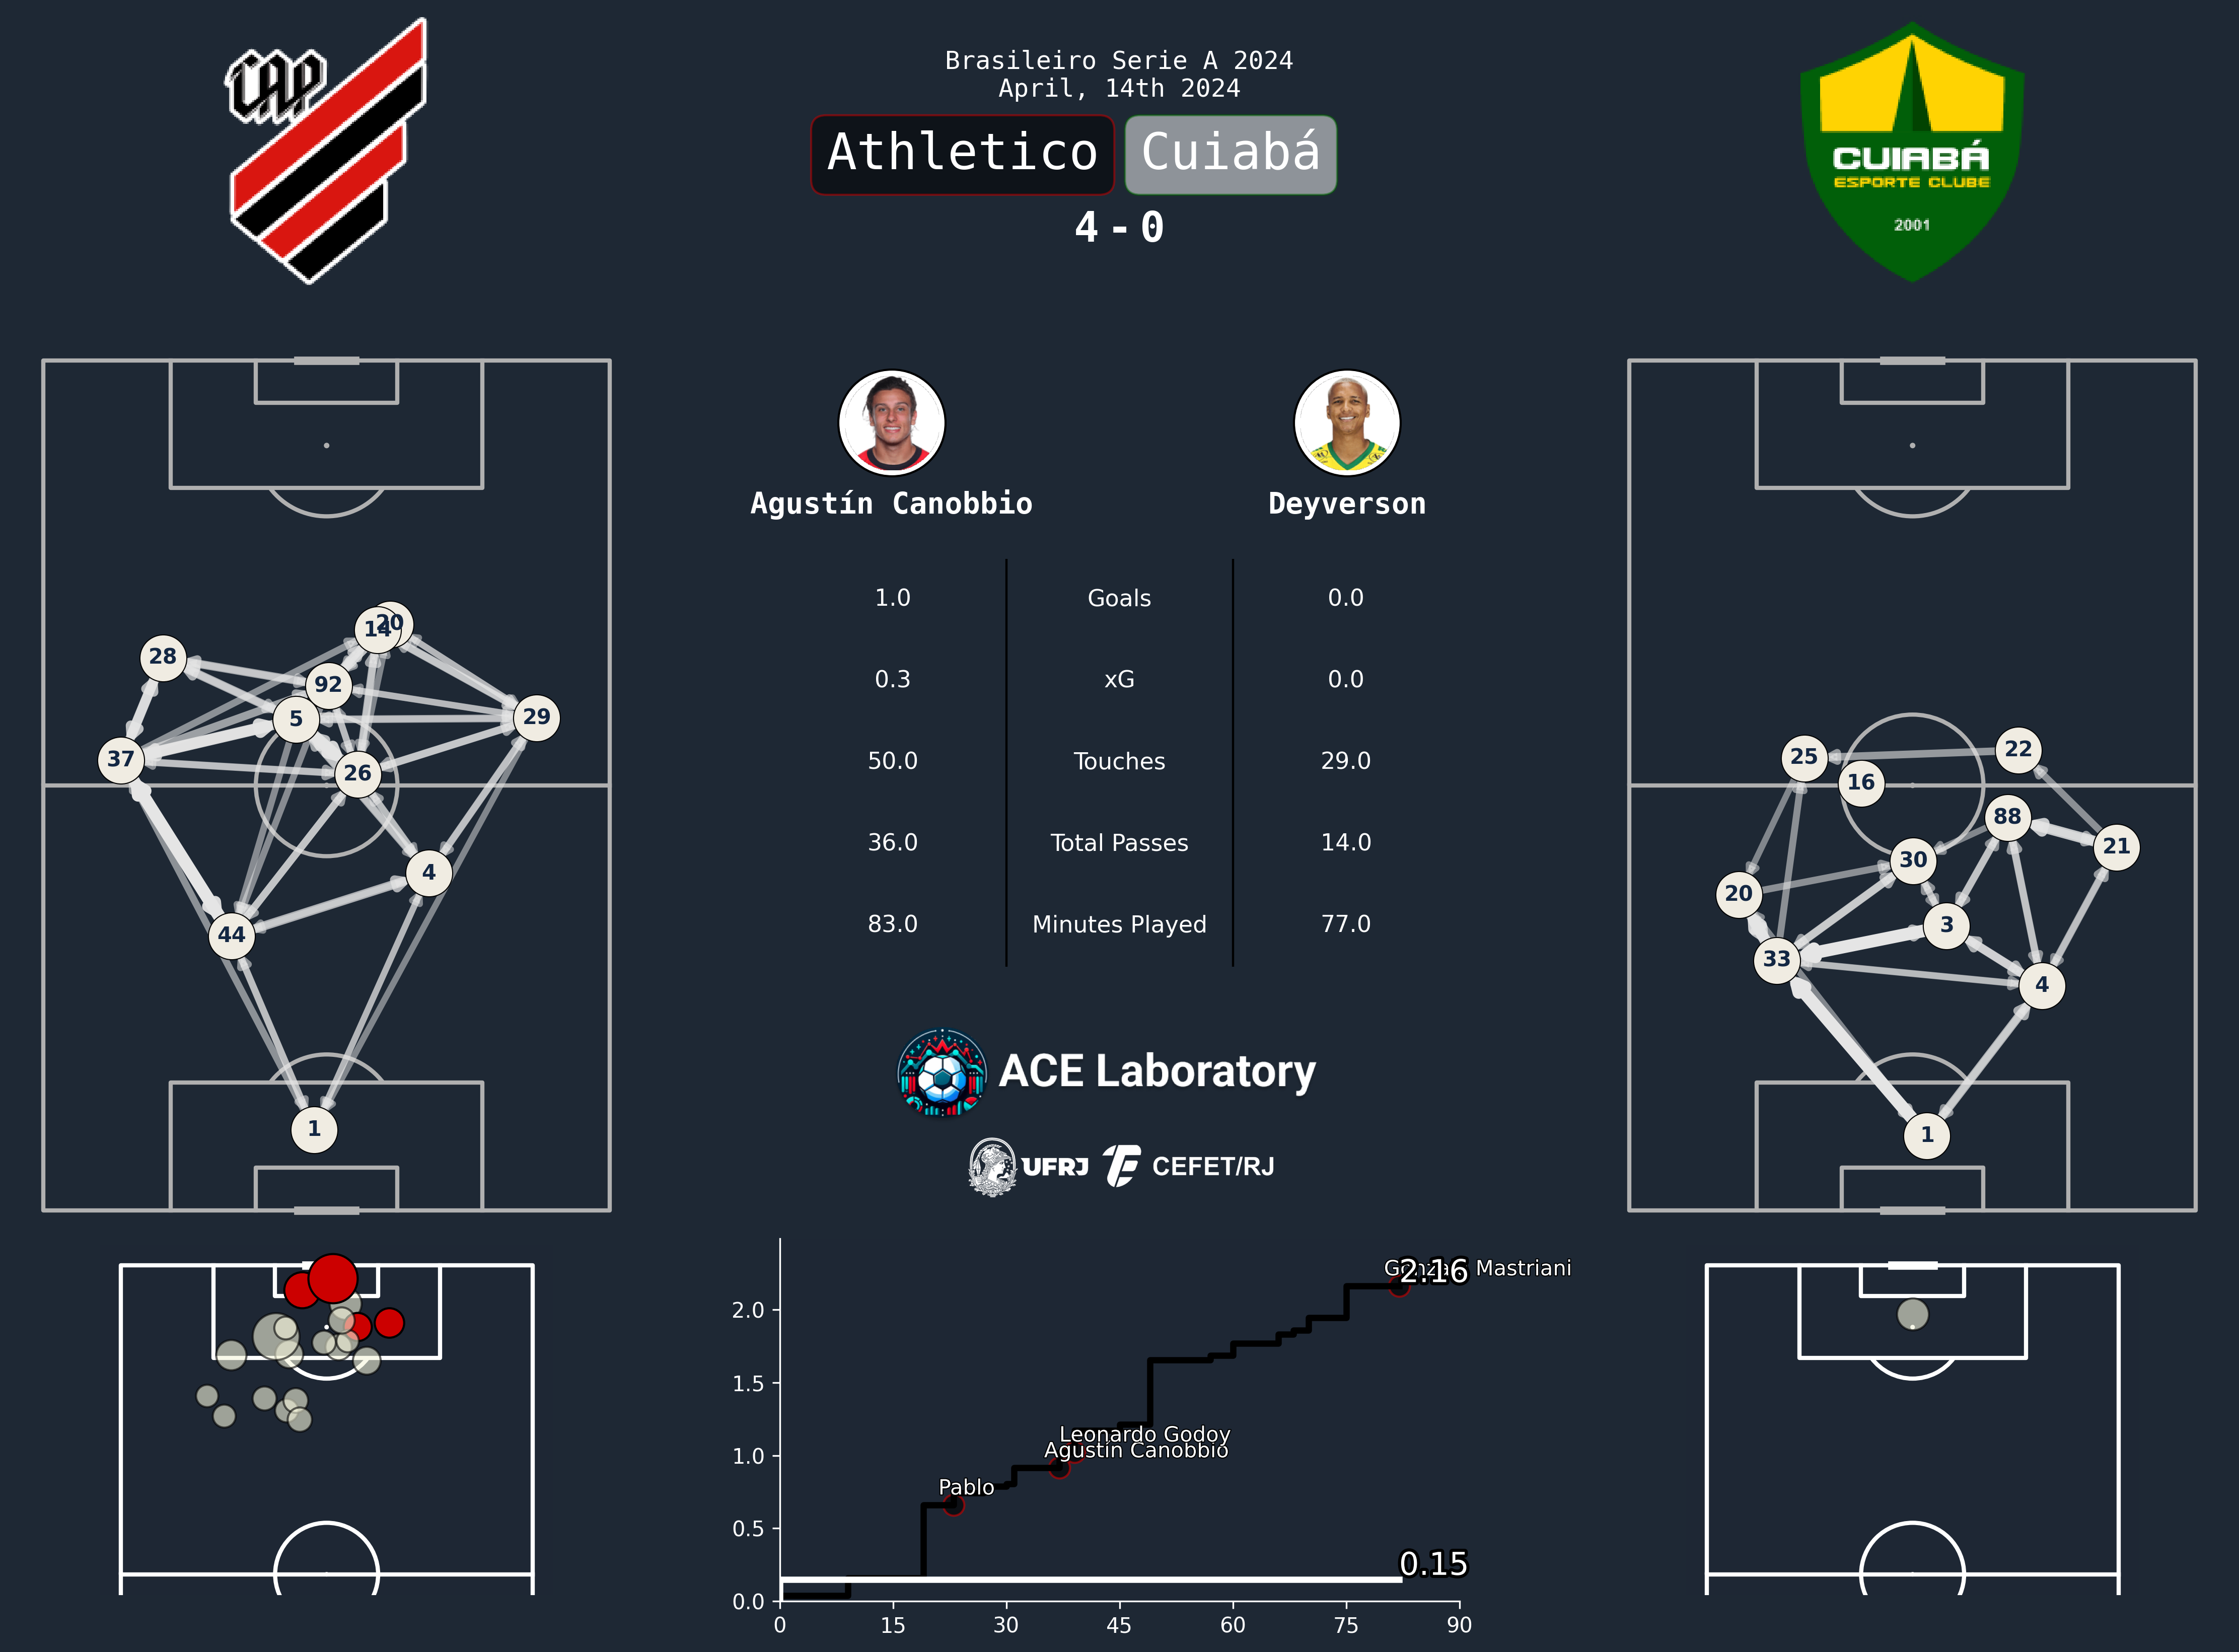 CAP
Brasileiro Serie A 2024
April, 14th 2024
Athletico Cuiabá
4 - 0
CUIABÁ
ESPORTE CLUBE
2001
Agustín Canobbio Deyverson
1.0 Goals 0.0
0.3 xG 0.0
50.0 Touches 29.0
36.0 Total Passes 14.0
83.0 Minutes Played 77.0
20
14
28
92
5
29
37
26
4
44
1
22
25
16
88
21
30
20
3
33
4
1
ACE Laboratory
UFRJ CEFET/RJ
2.16
Mastriani
Leonardo Godoy
Agustín Canobbio
Pablo
0.15
2.0
1.5
1.0
0.5
0.0
0 15 30 45 60 75 90